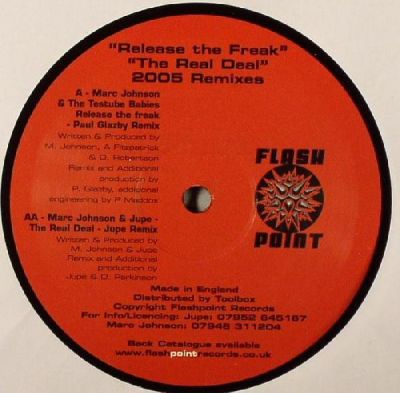 "Release the Freak"
"The Real Deal"
2005 Remixes
A - Marc Johnson
& The Testube Babies
Release the freak
- Paul Glazby Remix
Written & Produced by
M. Johnson, A Fitzpatrick
& D. Robertson
Remix and Additional
production by
P. Glazby, additional
engineering by P Maddox
FLASH
POINT
AA - Marc Johnson & Jupe -
The Real Deal - Jupe Remix
Written & Produced by
M. Johnson & Jupe
Remix and Additional
production by
Jupe & D. Parkinson
Made in England
Distributed by Toolbox
Copyright Flashpoint Records
For Info/Licencing: Jupe: 07952 645167
Marc Johnson: 07948 311204
Back Catalogue available
www.flashpointrecords.co.uk